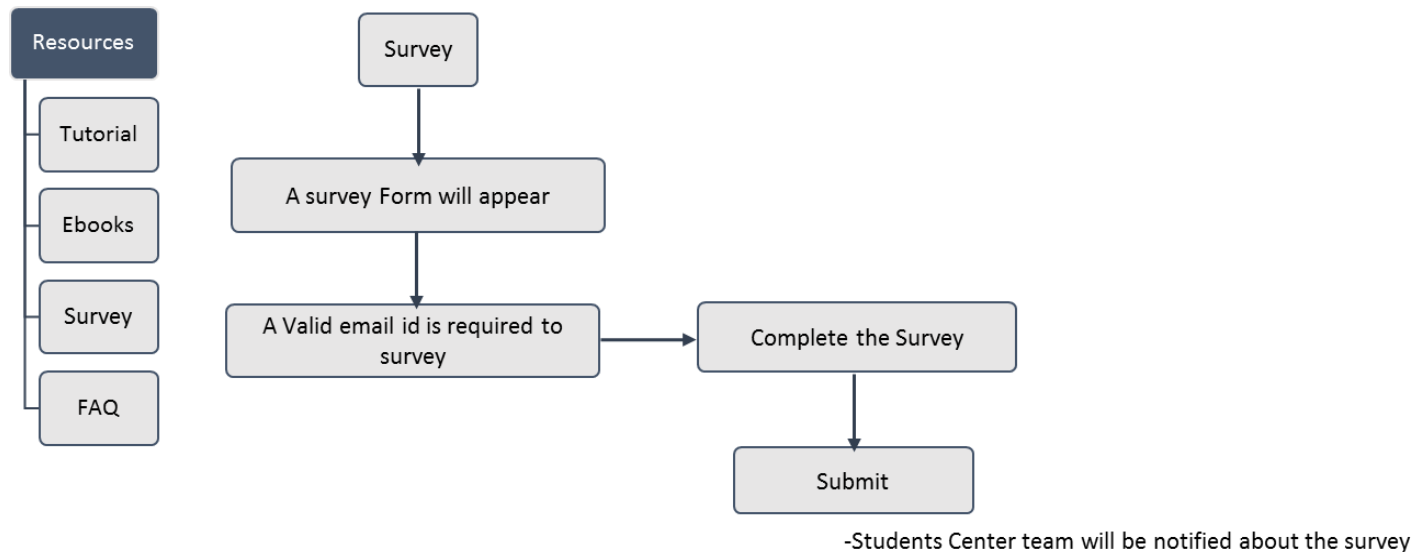 Resources
Tutorial
Ebooks
Survey
FAQ
Survey
A survey Form will appear
A Valid email id is required to
survey
Complete the Survey
Submit
-Students Center team will be notified about the survey